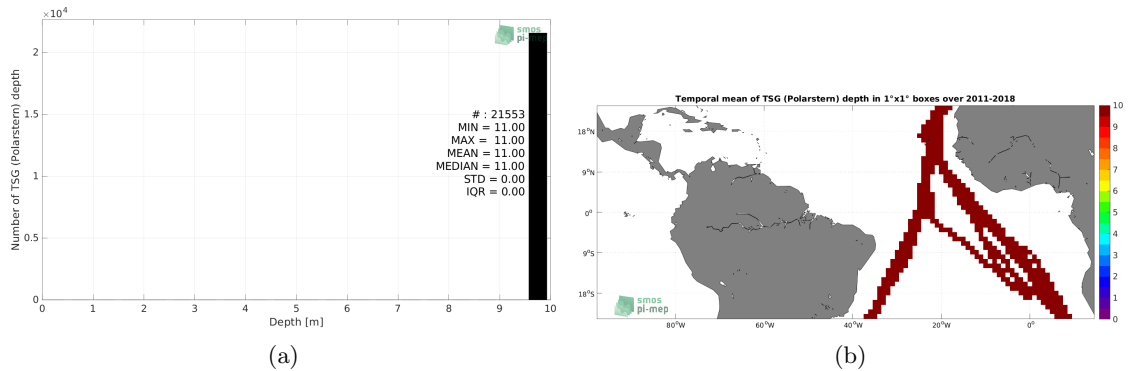 ×10⁴
smos
pi-mep
2
1.5
1
0.5
0
Number of TSG (Polarstern) depth
# : 21553
MIN = 11.00
MAX = 11.00
MEAN = 11.00
MEDIAN = 11.00
STD = 0.00
IQR = 0.00
0 1 2 3 4 5 6 7 8 9 10
Depth [m]
(a)
Temporal mean of TSG (Polarstern) depth in 1°x1° boxes over 2011-2018
18°N
9°N
0°
9°S
18°S
80°W 60°W 40°W 20°W 0°
smos
pi-mep
10
9
8
7
6
5
4
3
2
1
0
(b)